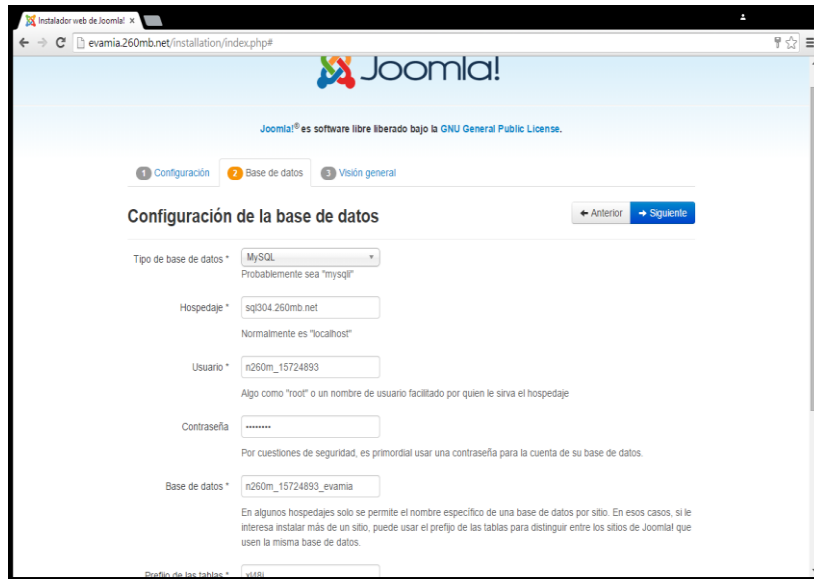 Instalador web de Joomla!
evamia.260mb.net/installation/index.php#
Joomla!
Joomla!® es software libre liberado bajo la GNU General Public License.
1 Configuración 2 Base de datos 3 Visión general
Configuración de la base de datos
Anterior Siguiente
Tipo de base de datos * MySQL
Probablemente sea "mysqli"
Hospedaje * sql304.260mb.net
Normalmente es "localhost"
Usuario * n260m_15724893
Algo como "root" o un nombre de usuario facilitado por quien le sirva el hospedaje
Contraseña ••••••••
Por cuestiones de seguridad, es primordial usar una contraseña para la cuenta de su base de datos.
Base de datos * n260m_15724893_evamia
En algunos hospedajes solo se permite el nombre específico de una base de datos por sitio. En esos casos, si le
interesa instalar más de un sitio, puede usar el prefijo de las tablas para distinguir entre los sitios de Joomla! que
usen la misma base de datos.
Prefijo de las tablas *